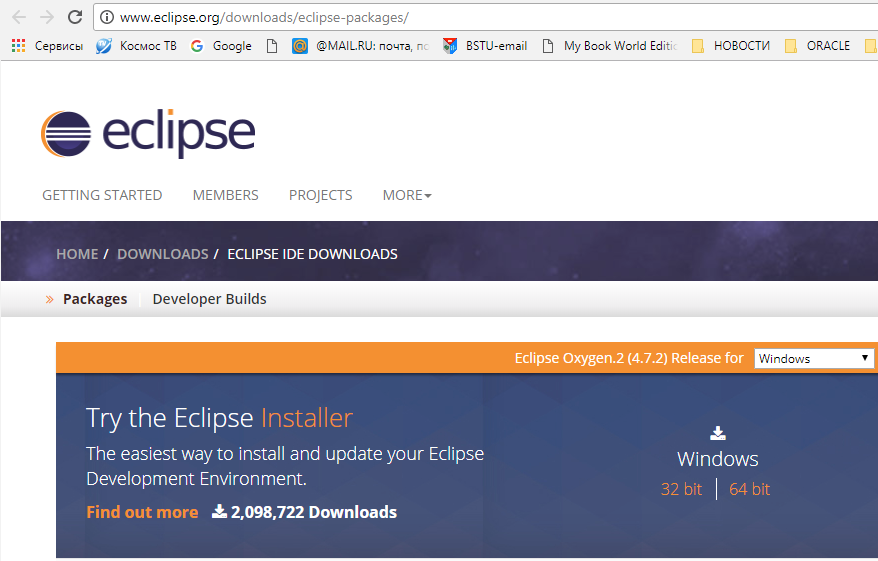 www.eclipse.org/downloads/eclipse-packages/
Сервисы Космос ТВ Google @MAIL.RU: почта, по BSTU-email My Book World Editic НОВОСТИ ORACLE
eclipse
GETTING STARTED MEMBERS PROJECTS MORE
HOME / DOWNLOADS / ECLIPSE IDE DOWNLOADS
» Packages Developer Builds
Eclipse Oxygen.2 (4.7.2) Release for Windows
Try the Eclipse Installer
The easiest way to install and update your Eclipse
Development Environment.
Find out more 2,098,722 Downloads
Windows
32 bit | 64 bit